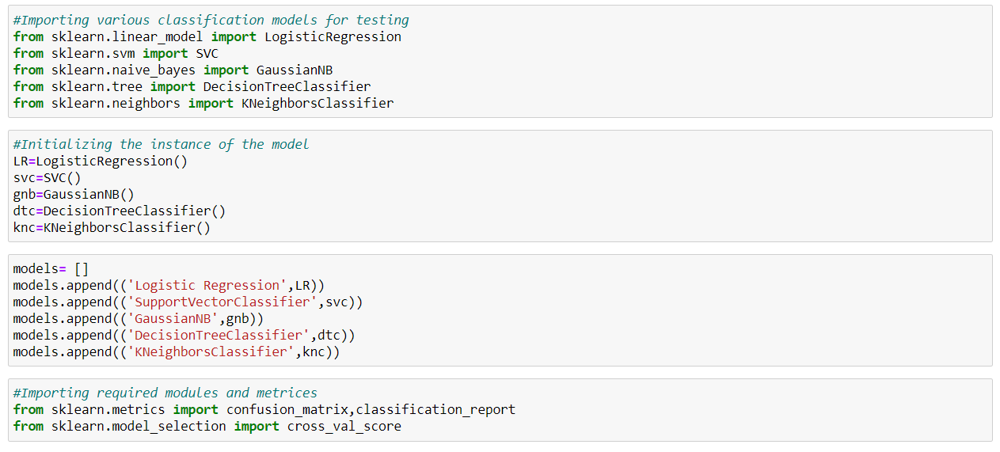 #Importing various classification models for testing
from sklearn.linear_model import LogisticRegression
from sklearn.svm import SVC
from sklearn.naive_bayes import GaussianNB
from sklearn.tree import DecisionTreeClassifier
from sklearn.neighbors import KNeighborsClassifier
#Initializing the instance of the model
LR=LogisticRegression()
svc=SVC()
gnb=GaussianNB()
dtc=DecisionTreeClassifier()
knc=KNeighborsClassifier()
models= []
models.append(('Logistic Regression',LR))
models.append(('SupportVectorClassifier',svc))
models.append(('GaussianNB',gnb))
models.append(('DecisionTreeClassifier',dtc))
models.append(('KNeighborsClassifier',knc))
#Importing required modules and metrices
from sklearn.metrics import confusion_matrix,classification_report
from sklearn.model_selection import cross_val_score